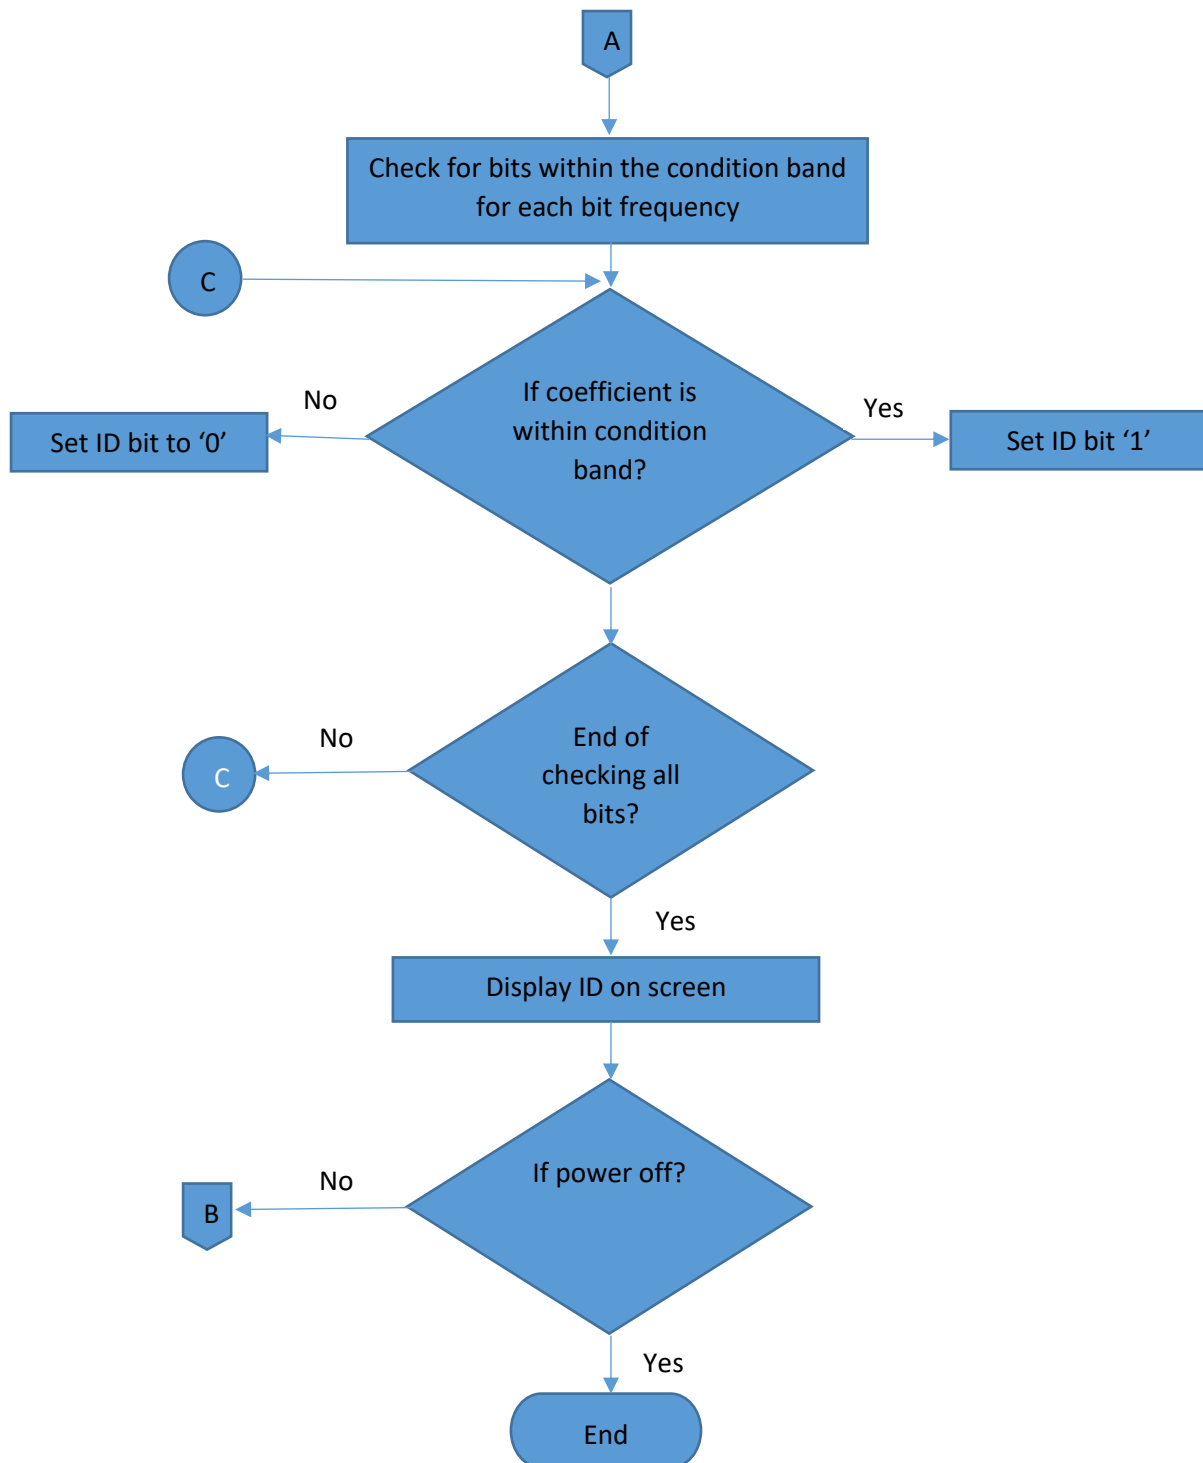 A
Check for bits within the condition band
for each bit frequency
C
If coefficient is
within condition
band?
No
Yes
Set ID bit to ‘0’
Set ID bit ‘1’
End of
checking all
bits?
No
C
Yes
Display ID on screen
If power off?
No
B
Yes
End